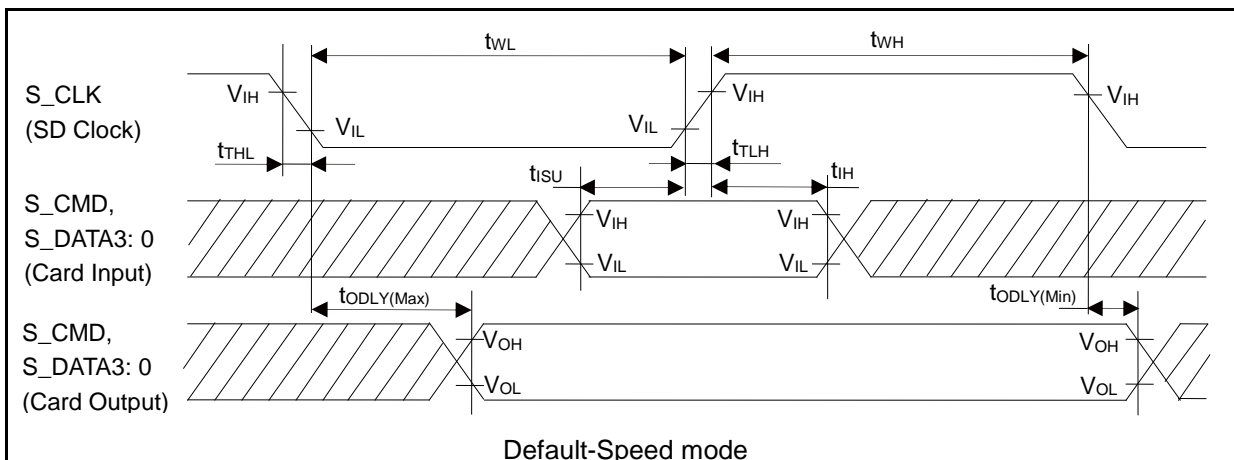 tWL
tWH
S_CLK
(SD Clock)
VIH
VIL
VIL
VIH
VIH
tTHL
tTLH
tISU
tIH
S_CMD,
S_DATA3: 0
(Card Input)
VIH
VIL
VIH
VIL
tODLY(Max)
tODLY(Min)
S_CMD,
S_DATA3: 0
(Card Output)
VOH
VOL
VOH
VOL
Default-Speed mode